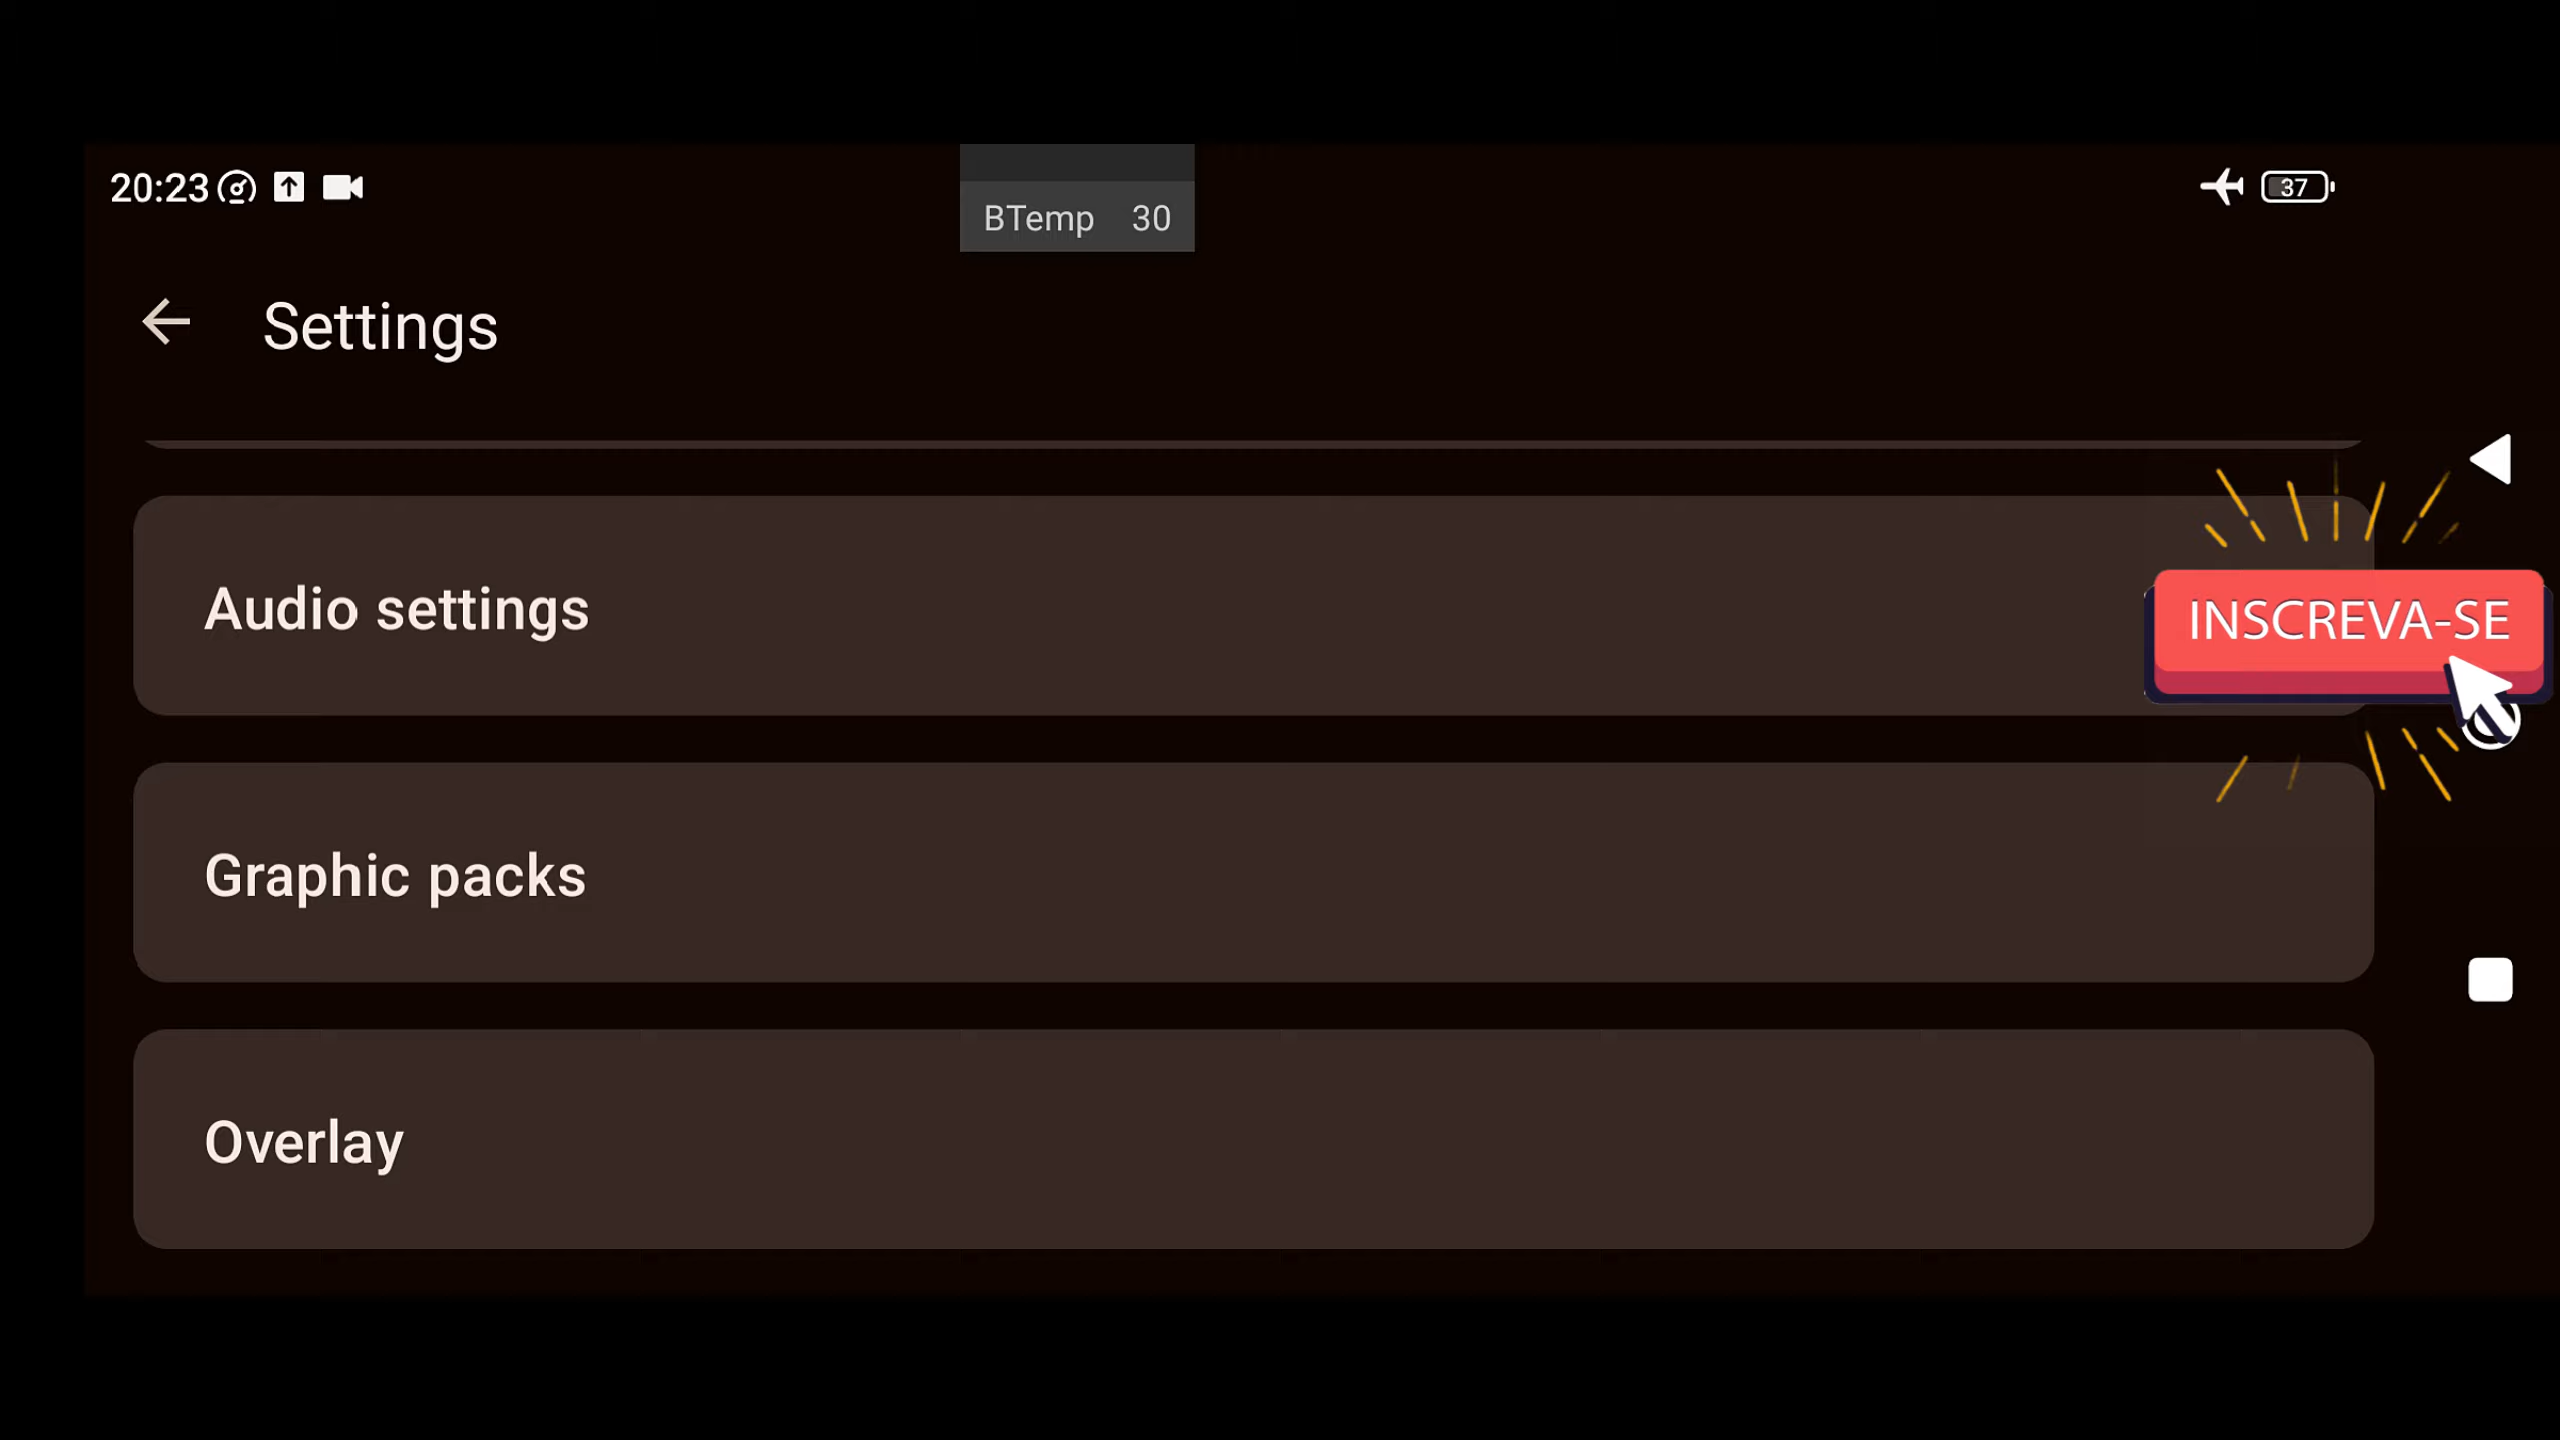 20:23
37
BTemp 30
Settings
Audio settings
INSCREVA-SE
Graphic packs
Overlay